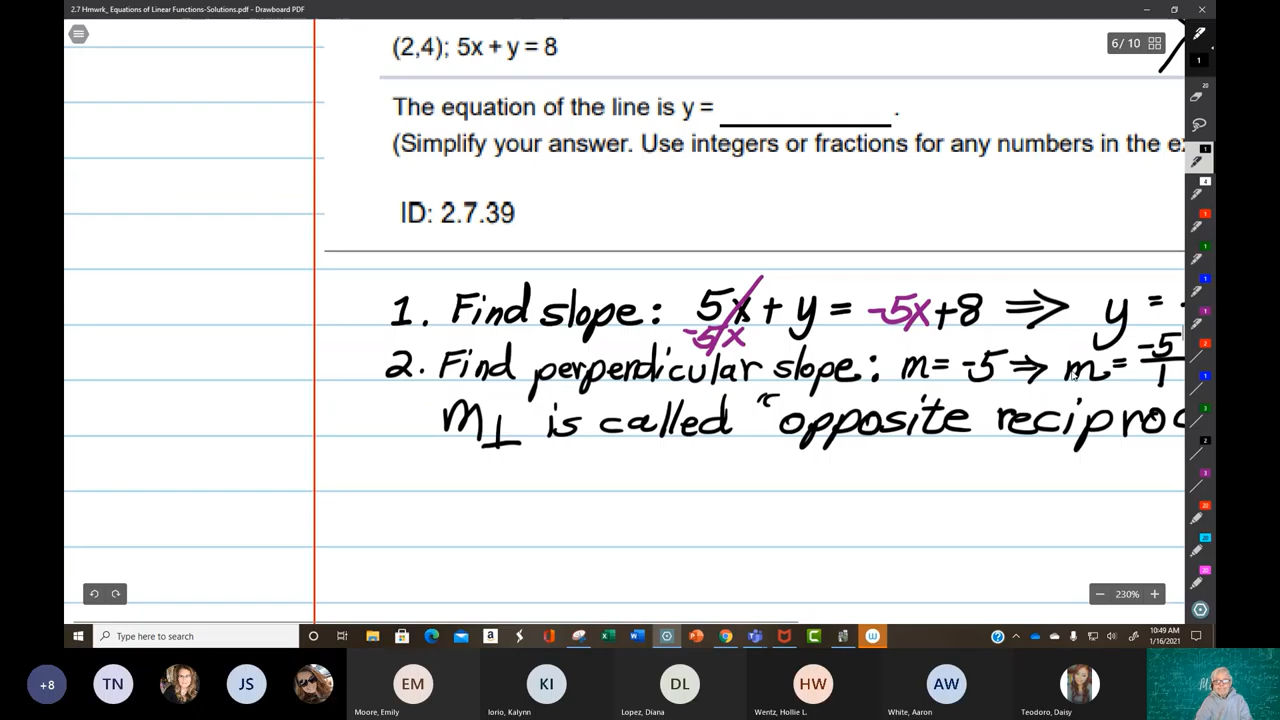 2.7 Hmwrk_ Equations of Linear Functions-Solutions.pdf - Drawboard PDF
(2,4); 5x + y = 8
6 / 10
The equation of the line is y = ________ .
(Simplify your answer. Use integers or fractions for any numbers in the
ID: 2.7.39
1. Find slope: 5x + y = -5x + 8 ⇒ y =
-5x
2. Find perpendicular slope: m = -5 ⇒ m = -5/1
m⊥ is called "opposite reciproc
230%
Type here to search
10:49 AM
1/16/2021
+8 TN JS EM KI DL HW AW
Moore, Emily Iorio, Kalynn Lopez, Diana Wentz, Hollie L. White, Aaron Teodoro, Daisy